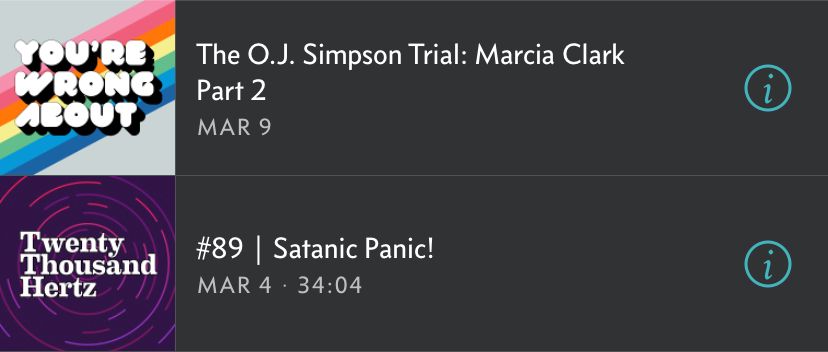 YOU'RE
WRONG
ABOUT
The O.J. Simpson Trial: Marcia Clark
Part 2
MAR 9
i
Twenty
Thousand
Hertz
#89 | Satanic Panic!
MAR 4 · 34:04
i